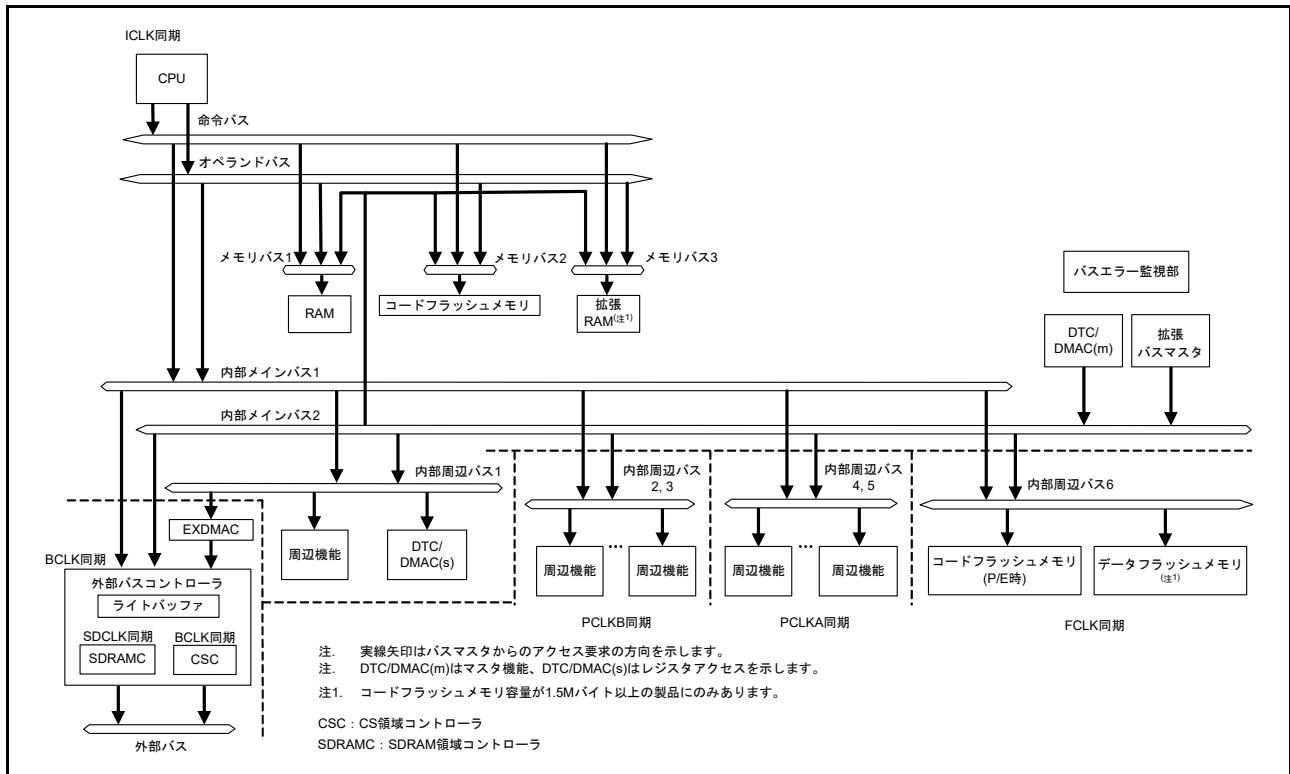 ICLK同期
CPU
命令バス
オペランドバス
メモリバス1
メモリバス2
メモリバス3
RAM
コードフラッシュメモリ
拡張
RAM(注1)
バスエラー監視部
DTC/
DMAC(m)
拡張
バスマスタ
内部メインバス1
内部メインバス2
内部周辺バス1
内部周辺バス
2, 3
内部周辺バス
4, 5
内部周辺バス6
EXDMAC
周辺機能
DTC/
DMAC(s)
周辺機能
...
周辺機能
周辺機能
...
周辺機能
コードフラッシュメモリ
(P/E時)
データフラッシュメモリ
(注1)
BCLK同期
外部バスコントローラ
ライトバッファ
SDCLK同期
BCLK同期
SDRAMC
CSC
外部バス
PCLKB同期
PCLKA同期
FCLK同期
注. 実線矢印はバスマスタからのアクセス要求の方向を示します。
注. DTC/DMAC(m)はマスタ機能、DTC/DMAC(s)はレジスタアクセスを示します。
注1. コードフラッシュメモリ容量が1.5Mバイト以上の製品にのみあります。
CSC：CS領域コントローラ
SDRAMC：SDRAM領域コントローラ